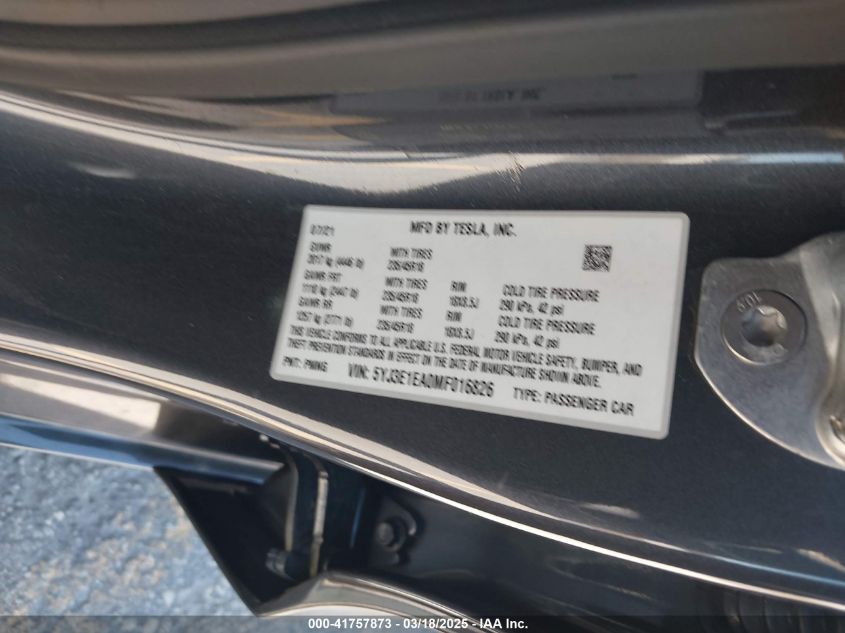 07/21 MFD BY TESLA, INC.
GVWR WITH TIRES
2017 kg (4446 lb) 235/45R18
GAWR FRT WITH TIRES RIM COLD TIRE PRESSURE
1110 kg (2447 lb) 235/45R18 18X8.5J 290 kPa, 42 psi
GAWR RR WITH TIRES RIM COLD TIRE PRESSURE
1257 kg (2771 lb) 235/45R18 18X8.5J 290 kPa, 42 psi
THIS VEHICLE CONFORMS TO ALL APPLICABLE U.S. FEDERAL MOTOR VEHICLE SAFETY, BUMPER, AND
THEFT PREVENTION STANDARDS IN EFFECT ON THE DATE OF MANUFACTURE SHOWN ABOVE.
PNT: PMNG VIN: 5YJ3E1EA0MF016826 TYPE: PASSENGER CAR
000-41757873 - 03/18/2025 - IAA, Inc.